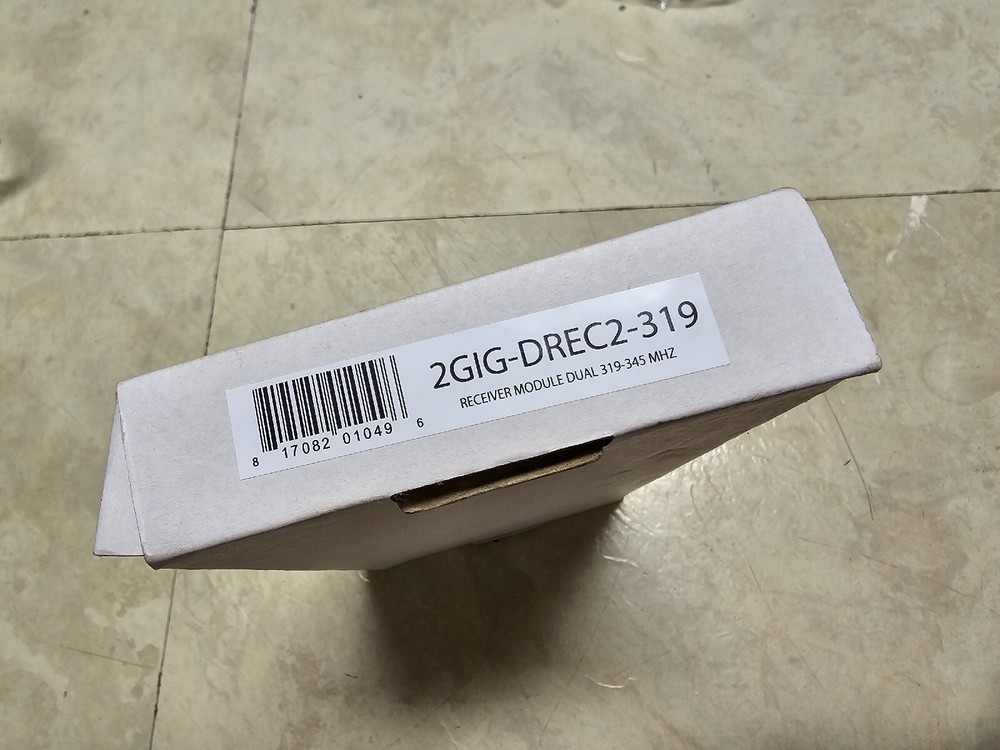 2GIG-DREC2-319
RECEIVER MODULE DUAL 319-345 MHZ
8 17082 01049 6